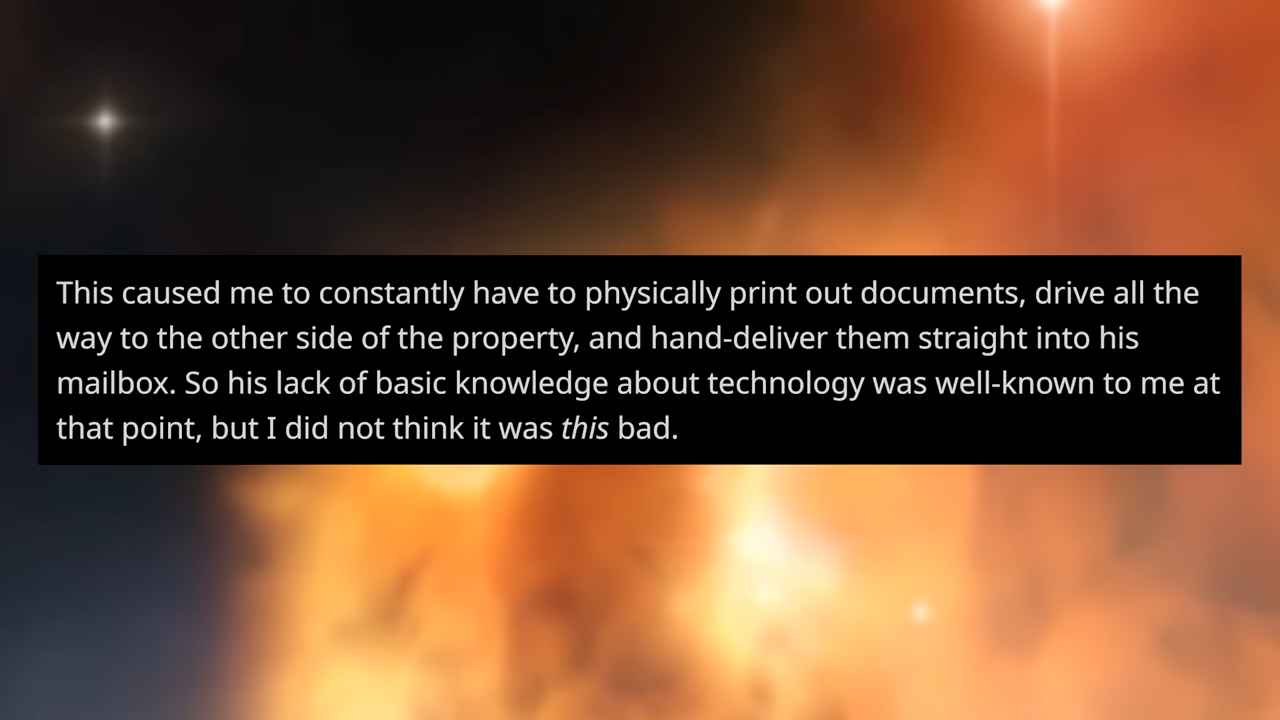 This caused me to constantly have to physically print out documents, drive all the
way to the other side of the property, and hand-deliver them straight into his
mailbox. So his lack of basic knowledge about technology was well-known to me at
that point, but I did not think it was this bad.